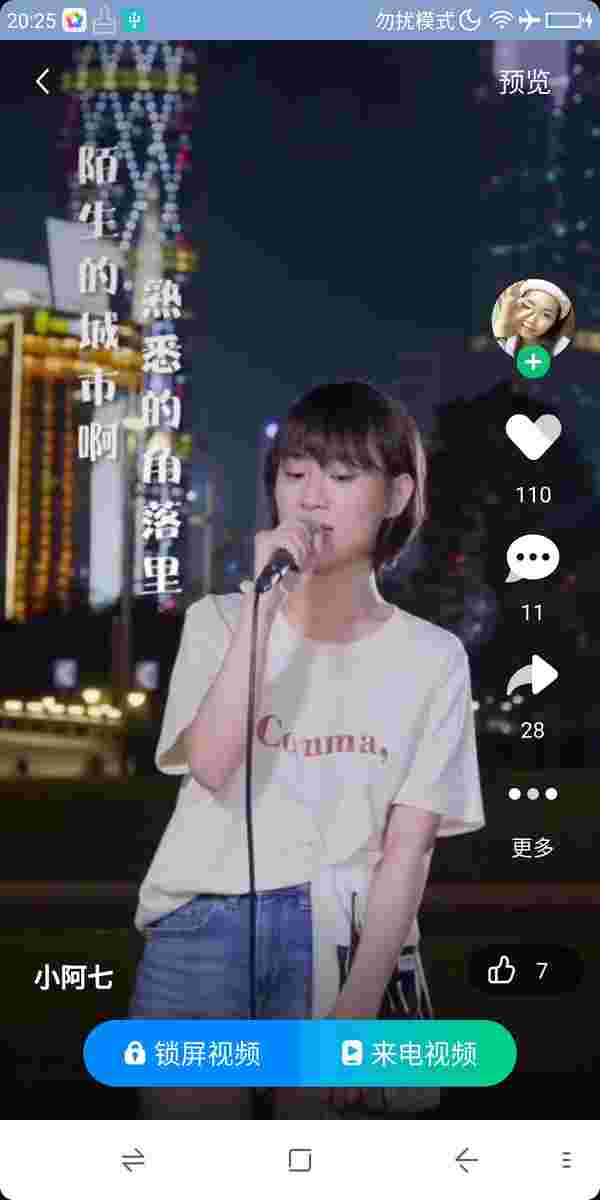 20:25
勿扰模式
预览
陌生的城市啊
熟悉的角落里
110
11
28
更多
Comma,
小阿七
7
锁屏视频
来电视频